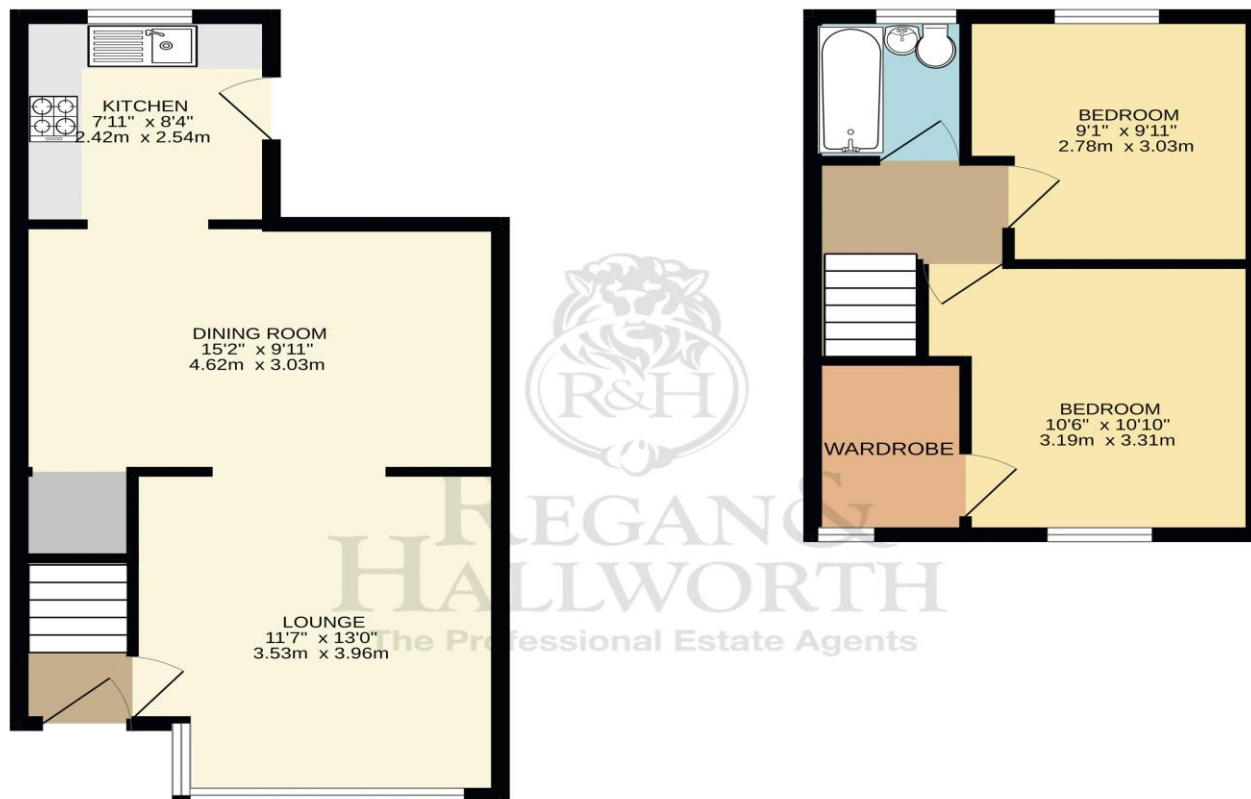 KITCHEN
7'11" x 8'4"
2.42m x 2.54m
DINING ROOM
15'2" x 9'11"
4.62m x 3.03m
LOUNGE
11'7" x 13'0"
3.53m x 3.96m
BEDROOM
9'1" x 9'11"
2.78m x 3.03m
BEDROOM
10'6" x 10'10"
3.19m x 3.31m
WARDROBE
R&H
REGAN &
HALLWORTH
The Professional Estate Agents